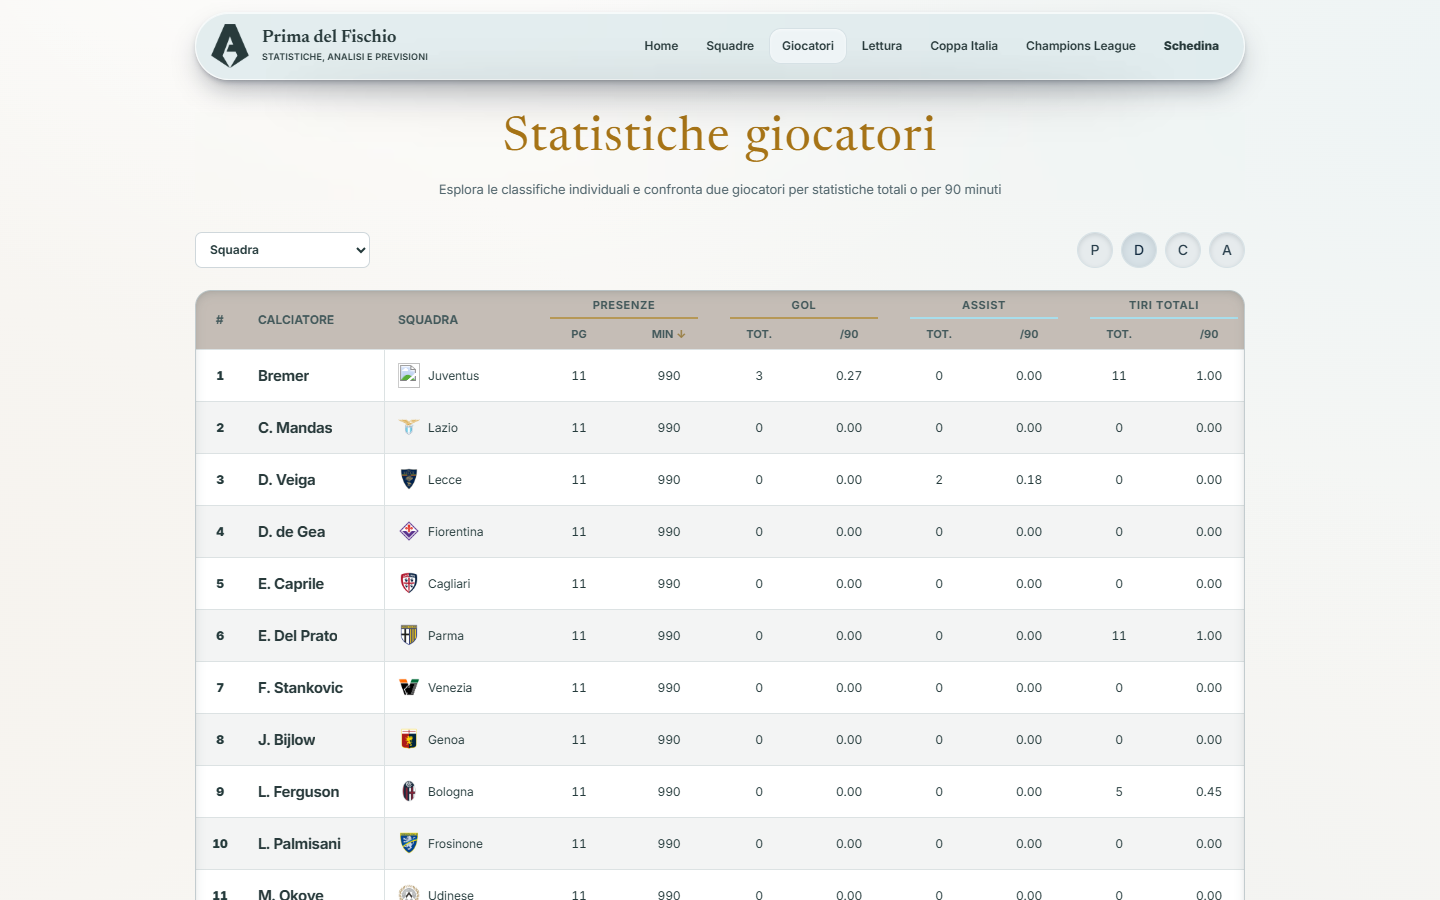 Prima del Fischio
STATISTICHE, ANALISI E PREVISIONI
Home Squadre Giocatori Lettura Coppa Italia Champions League Schedina
Statistiche giocatori
Esplora le classifiche individuali e confronta due giocatori per statistiche totali o per 90 minuti
Squadra
P D C A
# CALCIATORE SQUADRA PRESENZE GOL ASSIST TIRI TOTALI
PG MIN ↓ TOT. /90 TOT. /90 TOT. /90
1 Bremer Juventus 11 990 3 0.27 0 0.00 11 1.00
2 C. Mandas Lazio 11 990 0 0.00 0 0.00 0 0.00
3 D. Veiga Lecce 11 990 0 0.00 2 0.18 0 0.00
4 D. de Gea Fiorentina 11 990 0 0.00 0 0.00 0 0.00
5 E. Caprile Cagliari 11 990 0 0.00 0 0.00 0 0.00
6 E. Del Prato Parma 11 990 0 0.00 0 0.00 11 1.00
7 F. Stankovic Venezia 11 990 0 0.00 0 0.00 0 0.00
8 J. Bijlow Genoa 11 990 0 0.00 0 0.00 0 0.00
9 L. Ferguson Bologna 11 990 0 0.00 0 0.00 5 0.45
10 L. Palmisani Frosinone 11 990 0 0.00 0 0.00 0 0.00
11 M. Okoye Udinese 11 990 0 0.00 0 0.00 0 0.00